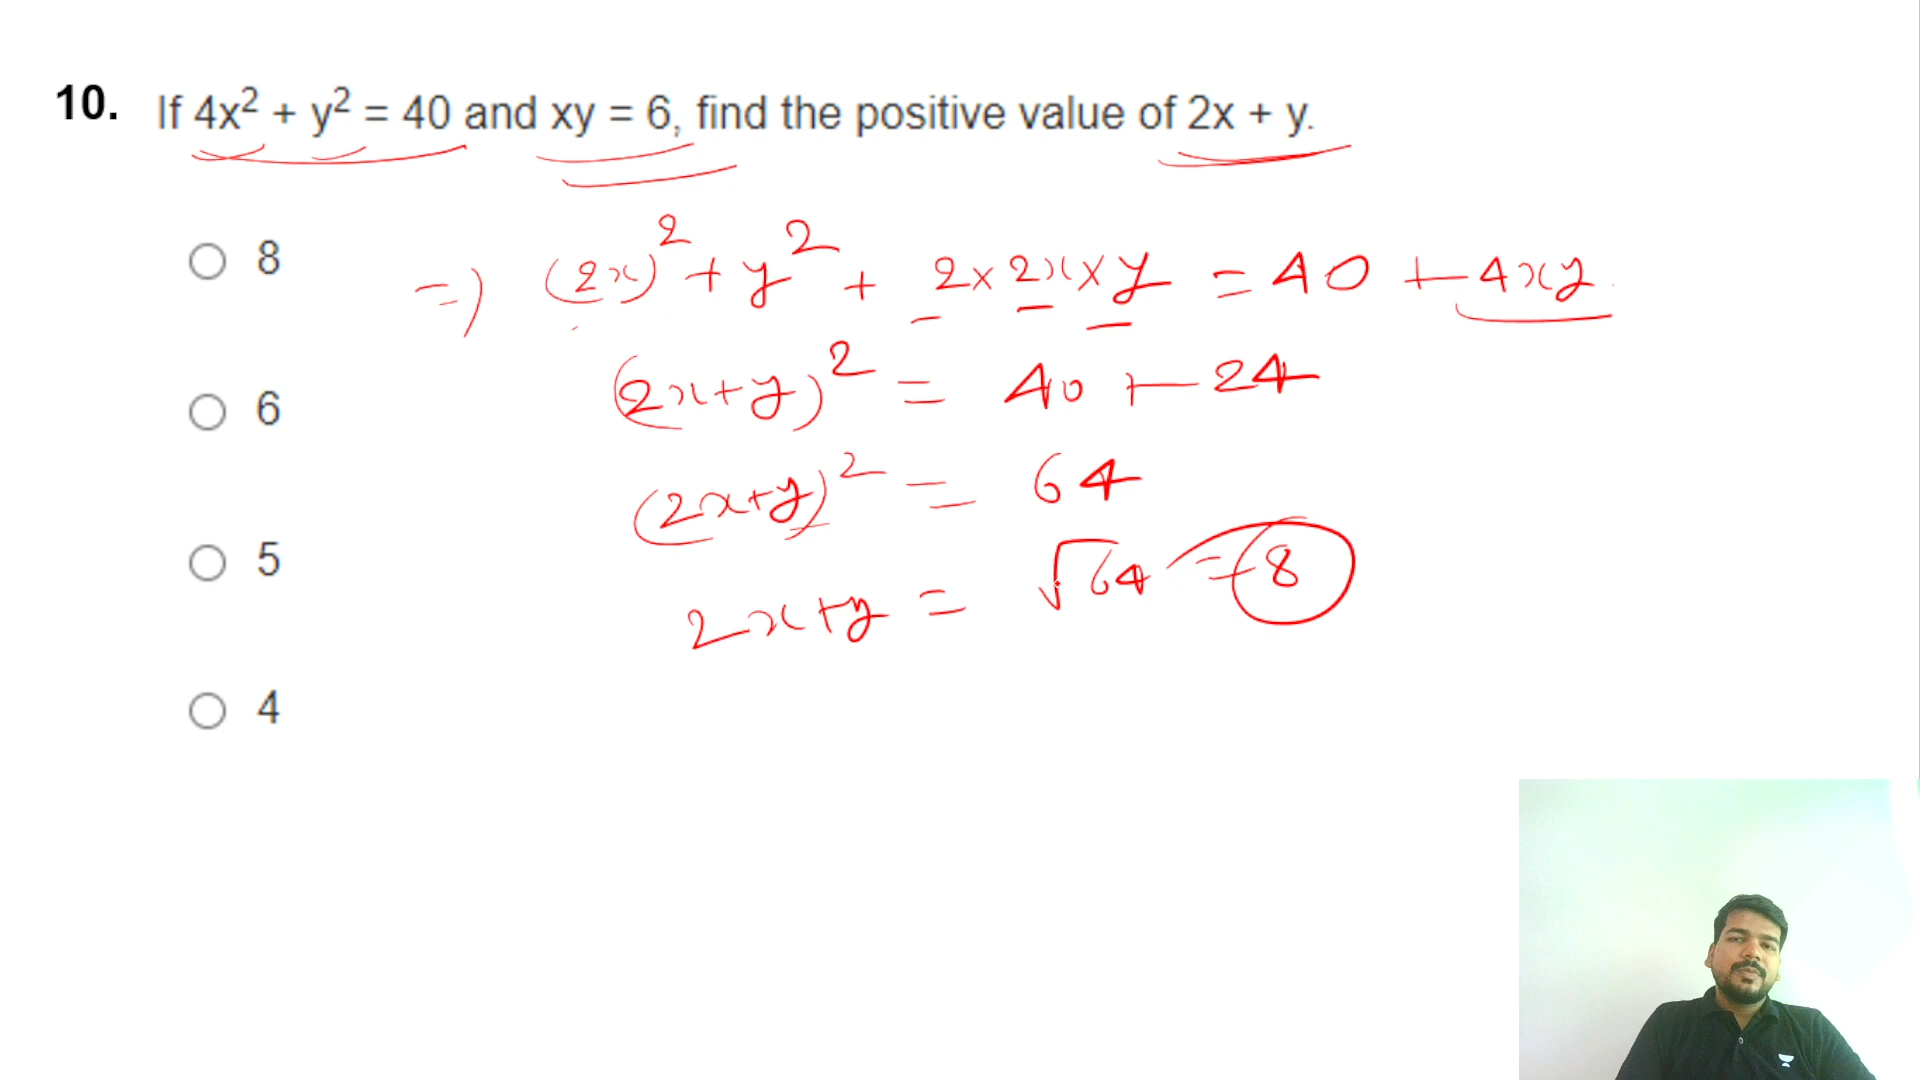 10. If 4x² + y² = 40 and xy = 6, find the positive value of 2x + y.
8
⇒ (2x)² + y² + 2 × 2x × y = 40 + 4xy
(2x+y)² = 40 + 24
6
(2x+y)² = 64
5
2x+y = √64 = 8
4